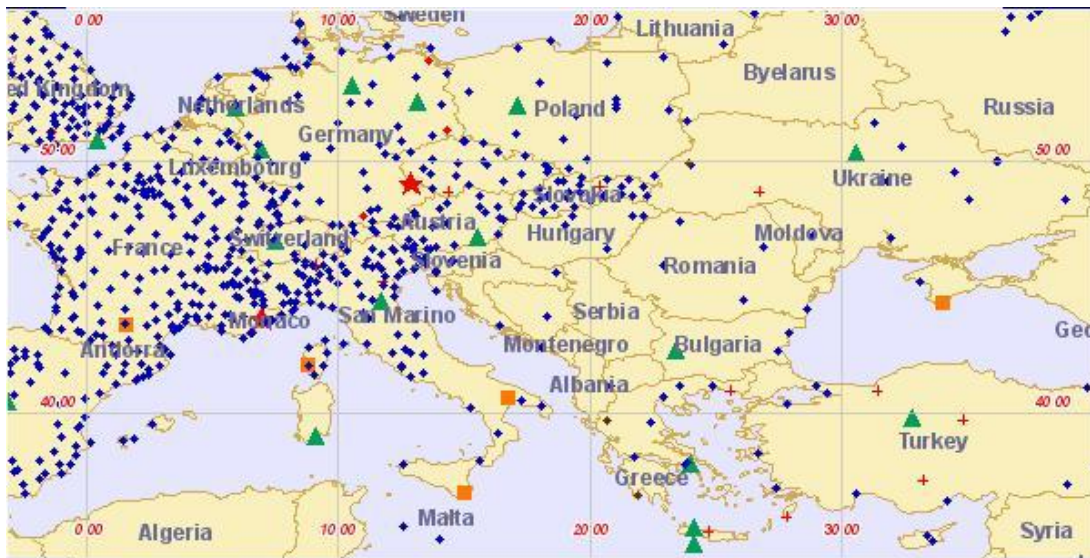 0 00
10 00
Sweden
20 00
Lithuania
30 00
Byelarus
ed Kingdom
Netherlands
Poland
Russia
Germany
50 00
50 00
Luxembourg
Ukraine
Slovakia
Austria
France
Switzerland
Hungary
Moldova
Slovenia
Romania
San Marino
Serbia
Monaco
Montenegro
Bulgaria
Geo
Andorra
Albania
40 00
40 00
Turkey
Greece
Malta
0 00
10 00
20 00
30 00
Algeria
Syria